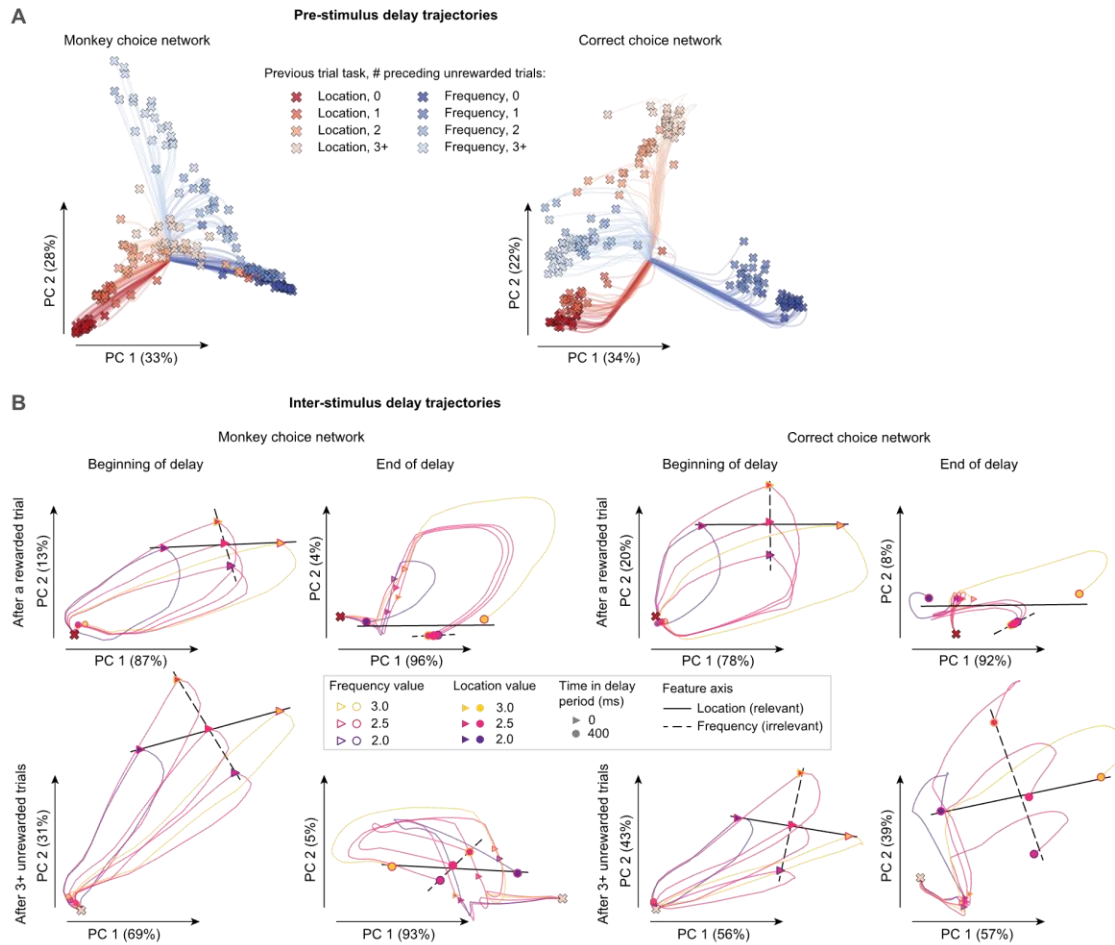 A
Pre-stimulus delay trajectories
Monkey choice network
Correct choice network
Previous trial task, # preceding unrewarded trials:
Location, 0
Frequency, 0
Location, 1
Frequency, 1
Location, 2
Frequency, 2
Location, 3+
Frequency, 3+
PC 2 (28%)
PC 1 (33%)
PC 2 (22%)
PC 1 (34%)
B
Inter-stimulus delay trajectories
Monkey choice network
Correct choice network
Beginning of delay
End of delay
Beginning of delay
End of delay
After a rewarded trial
PC 2 (13%)
PC 1 (87%)
PC 2 (4%)
PC 1 (96%)
After a rewarded trial
PC 2 (20%)
PC 1 (78%)
PC 2 (8%)
PC 1 (92%)
Frequency value
3.0
2.5
2.0
Location value
3.0
2.5
2.0
Time in delay
period (ms)
0
400
Feature axis
Location (relevant)
Frequency (irrelevant)
After 3+ unrewarded trials
PC 2 (31%)
PC 1 (69%)
PC 2 (5%)
PC 1 (93%)
After 3+ unrewarded trials
PC 2 (43%)
PC 1 (56%)
PC 2 (39%)
PC 1 (57%)